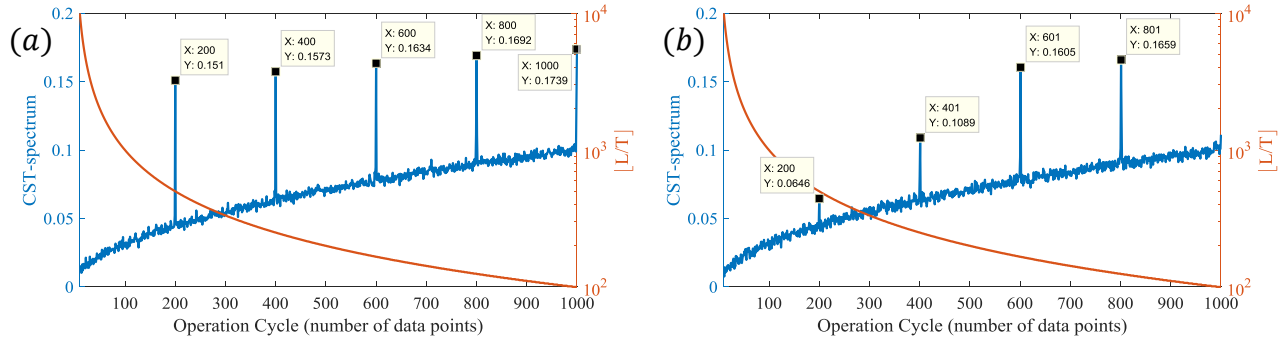 (a)
0.2
0.15
0.1
0.05
0
CST-spectrum
X: 200
Y: 0.151
X: 400
Y: 0.1573
X: 600
Y: 0.1634
X: 800
Y: 0.1692
X: 1000
Y: 0.1739
10^4
10^3
10^2
⌊L/T⌋
100 200 300 400 500 600 700 800 900 1000
Operation Cycle (number of data points)
(b)
0.2
0.15
0.1
0.05
0
CST-spectrum
X: 200
Y: 0.0646
X: 401
Y: 0.1089
X: 601
Y: 0.1605
X: 801
Y: 0.1659
10^4
10^3
10^2
⌊L/T⌋
100 200 300 400 500 600 700 800 900 1000
Operation Cycle (number of data points)